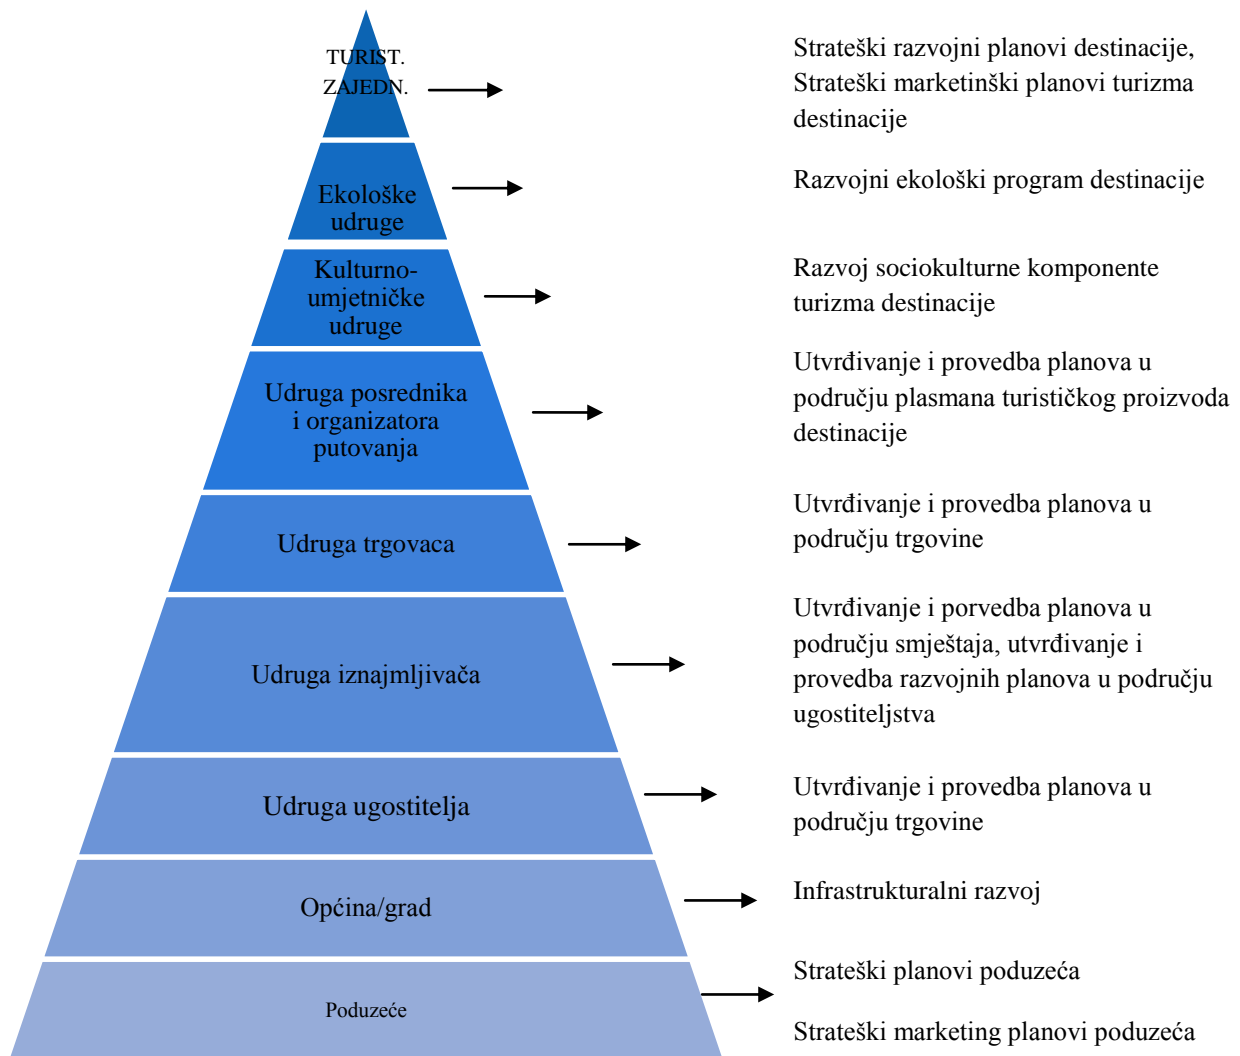 TURIST.
ZAJEDN.
Strateški razvojni planovi destinacije,
Strateški marketinški planovi turizma
destinacije
Ekološke
udruge
Razvojni ekološki program destinacije
Kulturno-
umjetničke
udruge
Razvoj sociokulturne komponente
turizma destinacije
Udruga posrednika
i organizatora
putovanja
Utvrđivanje i provedba planova u
području plasmana turističkog proizvoda
destinacije
Udruga trgovaca
Utvrđivanje i provedba planova u
području trgovine
Udruga iznajmljivača
Utvrđivanje i porvedba planova u
području smještaja, utvrđivanje i
provedba razvojnih planova u području
ugostiteljstva
Udruga ugostitelja
Utvrđivanje i provedba planova u
području trgovine
Općina/grad
Infrastrukturalni razvoj
Poduzeće
Strateški planovi poduzeća
Strateški marketing planovi poduzeća